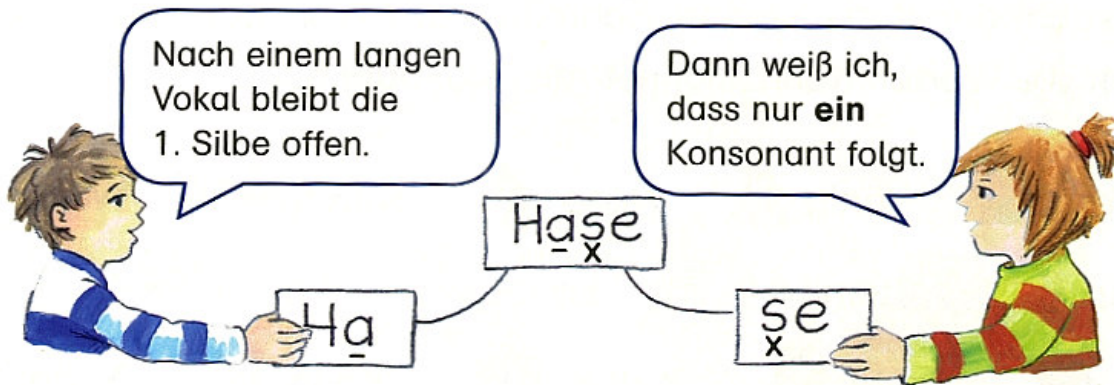 Nach einem langen
Vokal bleibt die
1. Silbe offen.
Dann weiß ich,
dass nur ein
Konsonant folgt.
Hase
x
Ha
se
x